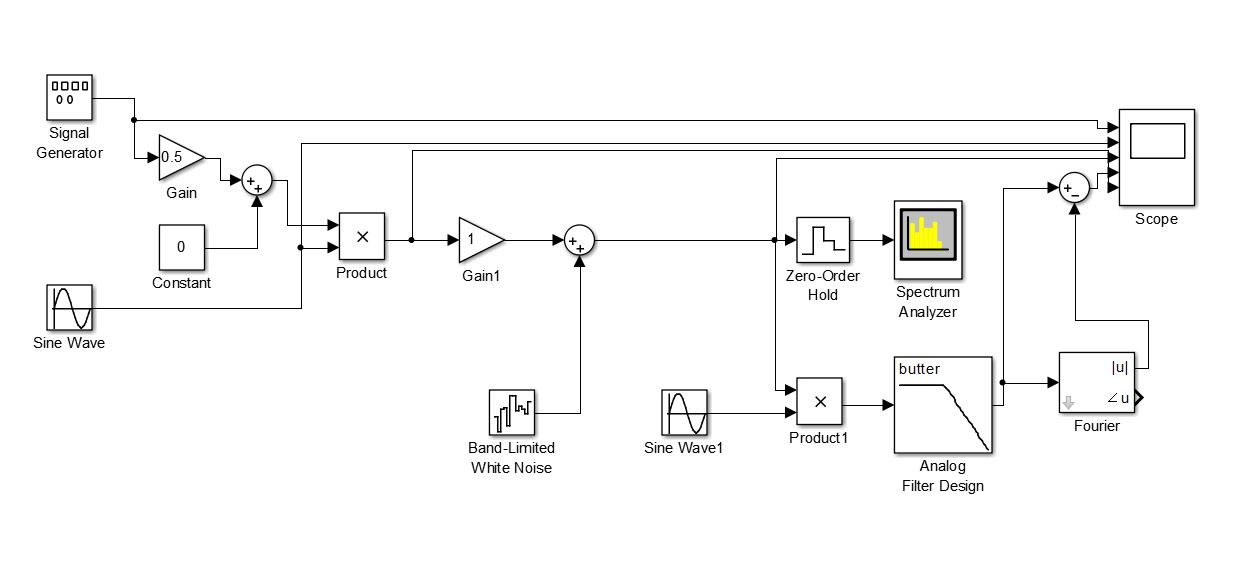 Signal
Generator
0.5
Gain
0
Constant
Sine Wave
Product
1
Gain1
Band-Limited
White Noise
Sine Wave1
Zero-Order
Hold
Spectrum
Analyzer
Product1
butter
Analog
Filter Design
|u|
∠u
Fourier
Scope